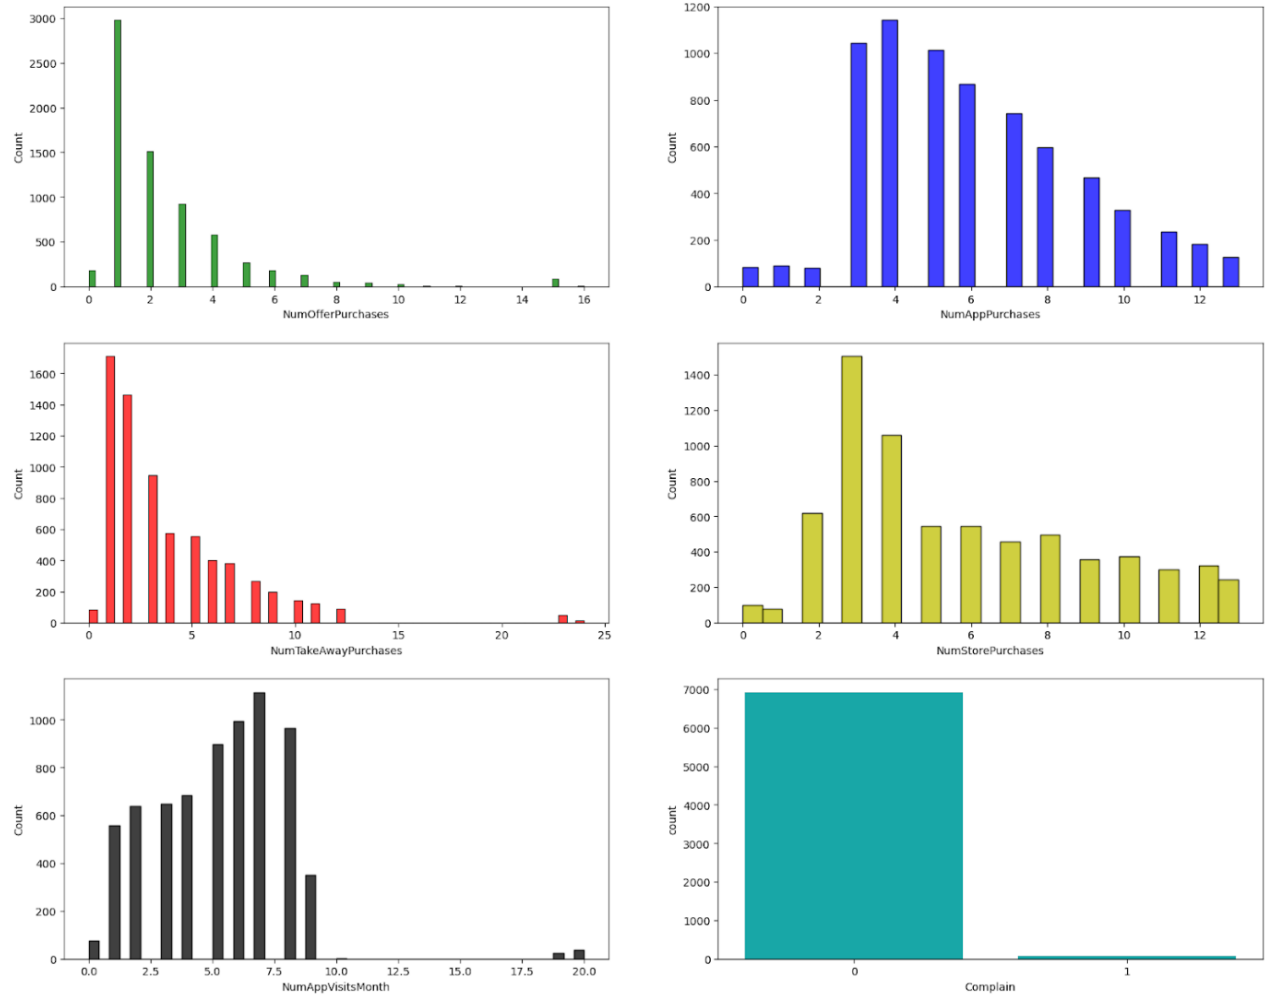 3000
2500
2000
1500
1000
500
0
Count
0 2 4 6 8 10 12 14 16
NumOfferPurchases
1200
1000
800
600
400
200
0
Count
0 2 4 6 8 10 12
NumAppPurchases
1600
1400
1200
1000
800
600
400
200
0
Count
0 5 10 15 20 25
NumTakeAwayPurchases
1400
1200
1000
800
600
400
200
0
Count
0 2 4 6 8 10 12
NumStorePurchases
1000
800
600
400
200
0
Count
0.0 2.5 5.0 7.5 10.0 12.5 15.0 17.5 20.0
NumAppVisitsMonth
7000
6000
5000
4000
3000
2000
1000
0
count
0 1
Complain